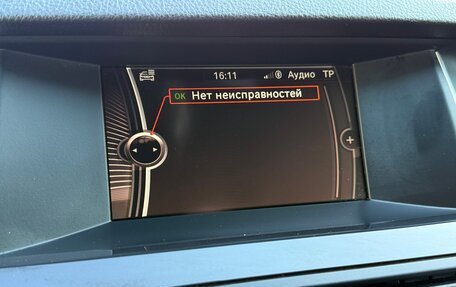 16:11 Аудио TP
OK Нет неисправностей